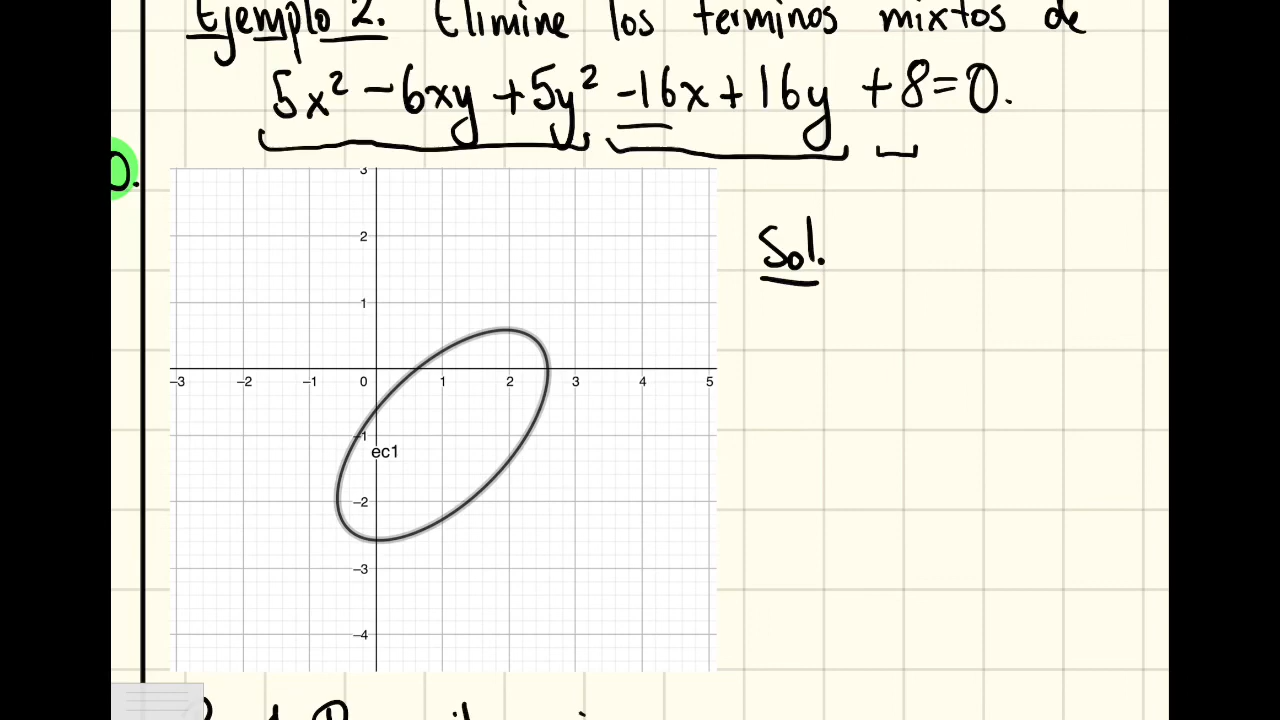 Ejemplo 2. Elimine los terminos mixtos de
5x² -6xy +5y² -16x+16y +8=0.
0.
Sol.
3
2
1
-3 -2 -1 0 1 2 3 4 5
-1
ec1
-2
-3
-4